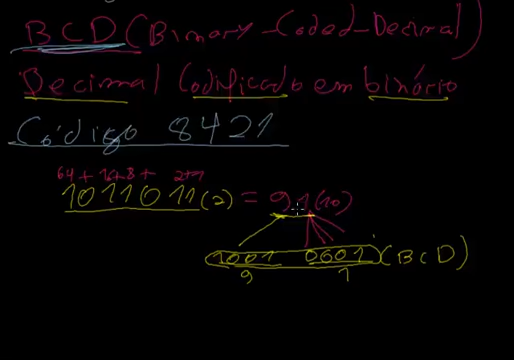 BCD (Binary-Coded-Decimal)
Decimal Codificado em binário
Código 8421
64+ 16+8+ 2+1
1011011(2) = 91(10)
1001 0001 (BCD)
9 1